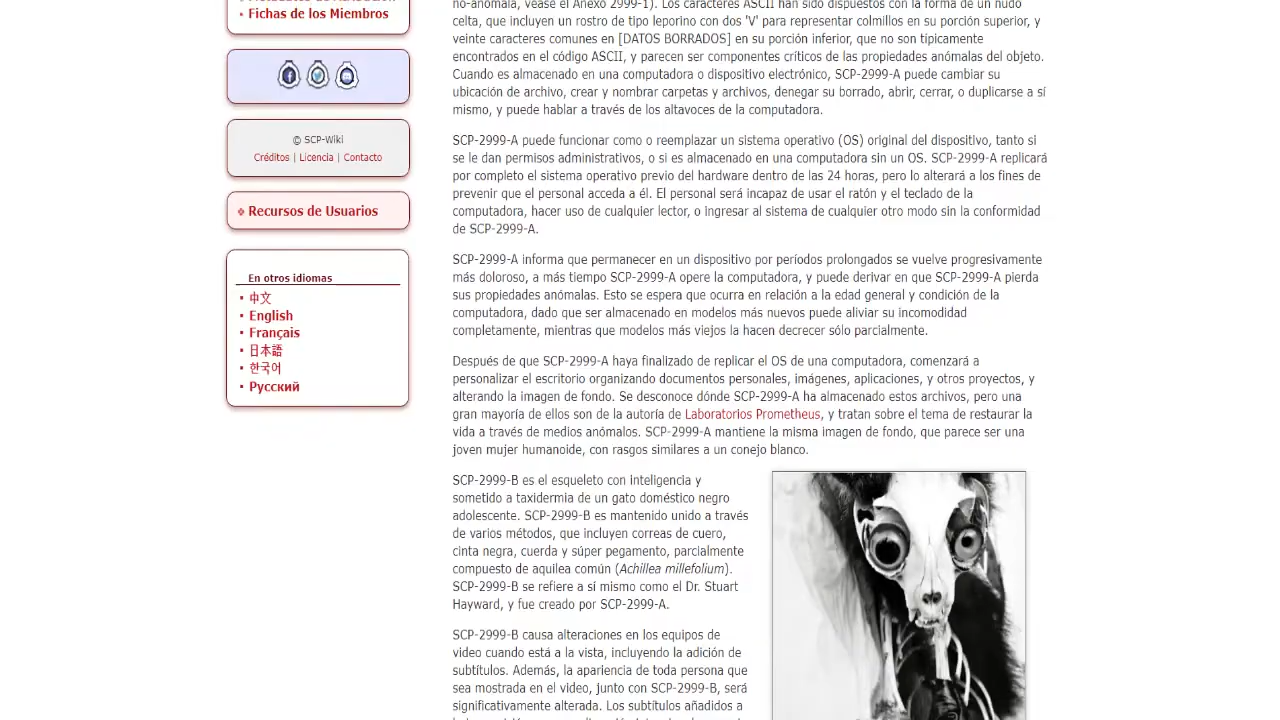 • Fichas de los Miembros
© SCP-Wiki
Créditos | Licencia | Contacto
Recursos de Usuarios
En otros idiomas
• 中文
• English
• Français
• 日本語
• 한국어
• Русский
no-anómala, véase el Anexo 2999-1). Los caracteres ASCII han sido dispuestos con la forma de un nudo
celta, que incluyen un rostro de tipo leporino con dos 'V' para representar colmillos en su porción superior, y
veinte caracteres comunes en [DATOS BORRADOS] en su porción inferior, que no son típicamente
encontrados en el código ASCII, y parecen ser componentes críticos de las propiedades anómalas del objeto.
Cuando es almacenado en una computadora o dispositivo electrónico, SCP-2999-A puede cambiar su
ubicación de archivo, crear y nombrar carpetas y archivos, denegar su borrado, abrir, cerrar, o duplicarse a sí
mismo, y puede hablar a través de los altavoces de la computadora.
SCP-2999-A puede funcionar como o reemplazar un sistema operativo (OS) original del dispositivo, tanto si
se le dan permisos administrativos, o si es almacenado en una computadora sin un OS. SCP-2999-A replicará
por completo el sistema operativo previo del hardware dentro de las 24 horas, pero lo alterará a los fines de
prevenir que el personal acceda a él. El personal será incapaz de usar el ratón y el teclado de la
computadora, hacer uso de cualquier lector, o ingresar al sistema de cualquier otro modo sin la conformidad
de SCP-2999-A.
SCP-2999-A informa que permanecer en un dispositivo por períodos prolongados se vuelve progresivamente
más doloroso, a más tiempo SCP-2999-A opere la computadora, y puede derivar en que SCP-2999-A pierda
sus propiedades anómalas. Esto se espera que ocurra en relación a la edad general y condición de la
computadora, dado que ser almacenado en modelos más nuevos puede aliviar su incomodidad
completamente, mientras que modelos más viejos la hacen decrecer sólo parcialmente.
Después de que SCP-2999-A haya finalizado de replicar el OS de una computadora, comenzará a
personalizar el escritorio organizando documentos personales, imágenes, aplicaciones, y otros proyectos, y
alterando la imagen de fondo. Se desconoce dónde SCP-2999-A ha almacenado estos archivos, pero una
gran mayoría de ellos son de la autoría de Laboratorios Prometheus, y tratan sobre el tema de restaurar la
vida a través de medios anómalos. SCP-2999-A mantiene la misma imagen de fondo, que parece ser una
joven mujer humanoide, con rasgos similares a un conejo blanco.
SCP-2999-B es el esqueleto con inteligencia y
sometido a taxidermia de un gato doméstico negro
adolescente. SCP-2999-B es mantenido unido a través
de varios métodos, que incluyen correas de cuero,
cinta negra, cuerda y súper pegamento, parcialmente
compuesto de aquilea común (Achillea millefolium).
SCP-2999-B se refiere a sí mismo como el Dr. Stuart
Hayward, y fue creado por SCP-2999-A.
SCP-2999-B causa alteraciones en los equipos de
video cuando está a la vista, incluyendo la adición de
subtítulos. Además, la apariencia de toda persona que
sea mostrada en el video, junto con SCP-2999-B, será
significativamente alterada. Los subtítulos añadidos a